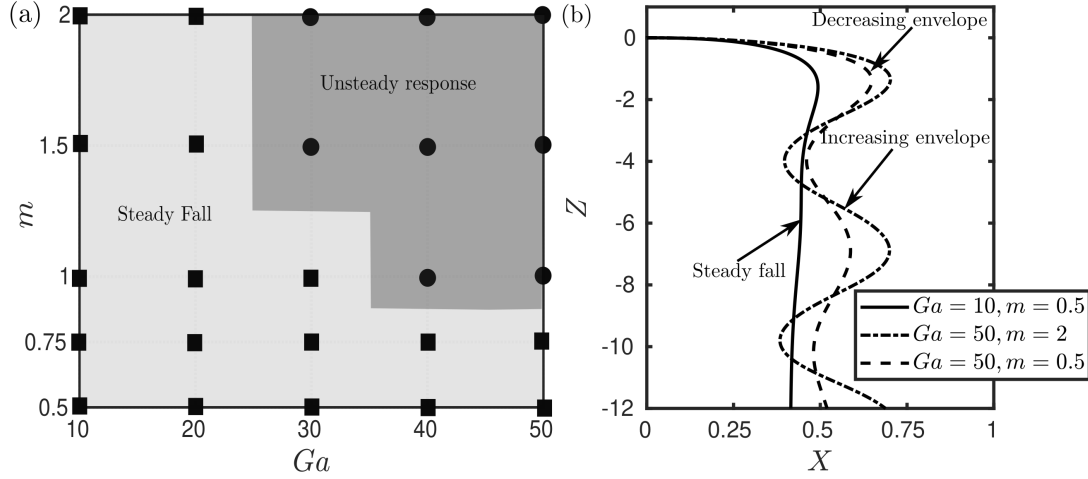 (a)
2
1.5
1
0.75
0.5
m
Unsteady response
Steady Fall
10 20 30 40 50
Ga
(b)
0
-2
-4
-6
-8
-10
-12
Z
Decreasing envelope
Increasing envelope
Steady fall
Ga = 10, m = 0.5
Ga = 50, m = 2
Ga = 50, m = 0.5
0 0.25 0.5 0.75 1
X